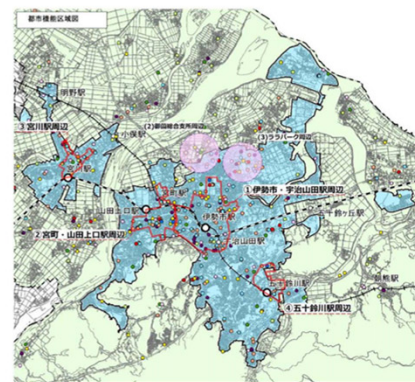 都市機能区域図
明野駅
③宮川駅周辺
小俣駅
(2)御薗総合支所周辺
(3)ララパーク周辺
宮町駅
①伊勢市・宇治山田駅周辺
山田上口駅
伊勢市駅
五十鈴ヶ丘駅
②宮町・山田上口駅周辺
宇治山田駅
五十鈴川駅
④五十鈴川駅周辺